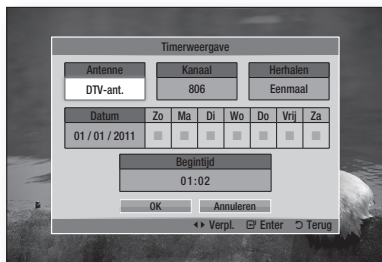 Timerweergave
Antenne Kanaal Herhalen
DTV-ant. 806 Eenmaal
Datum Zo Ma Di Wo Do Vrij Za
01 / 01 / 2011
Begintijd
01:02
OK Annuleren
Verpl. Enter Terug